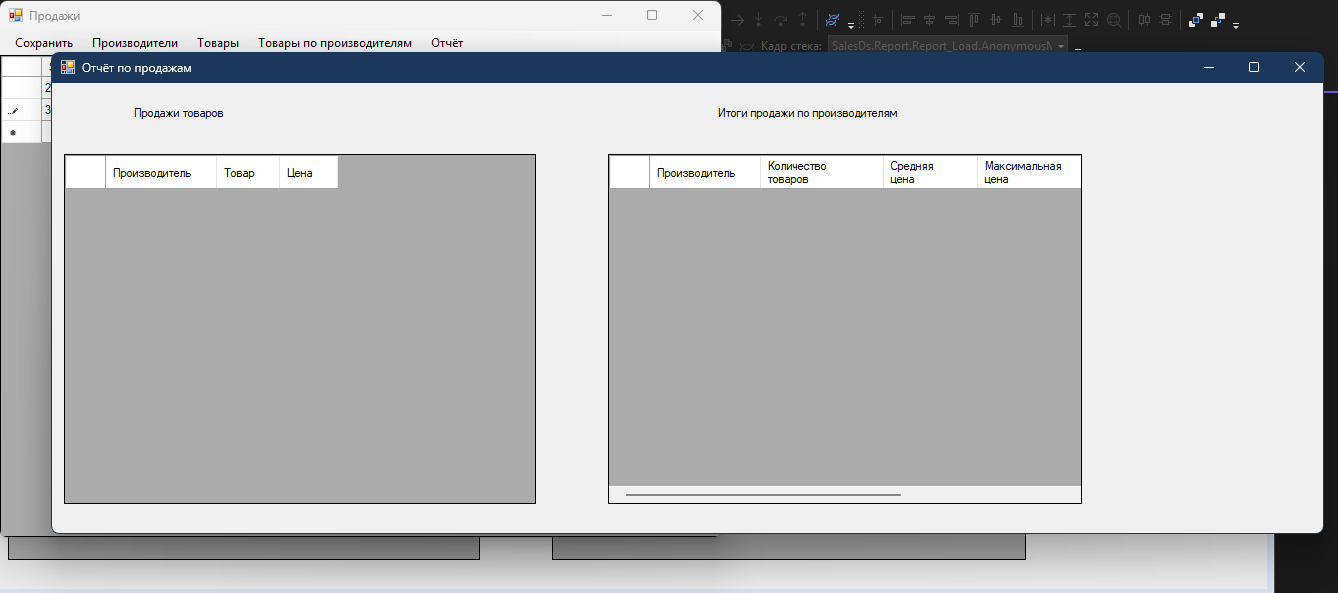 Продажи
Сохранить Производители Товары Товары по производителям Отчёт
Кадр стека: SalesDs.Report.Report_Load.Anonymous
Отчёт по продажам
2
3
Продажи товаров
Производитель Товар Цена
Итоги продажи по производителям
Производитель Количество товаров Средняя цена Максимальная цена